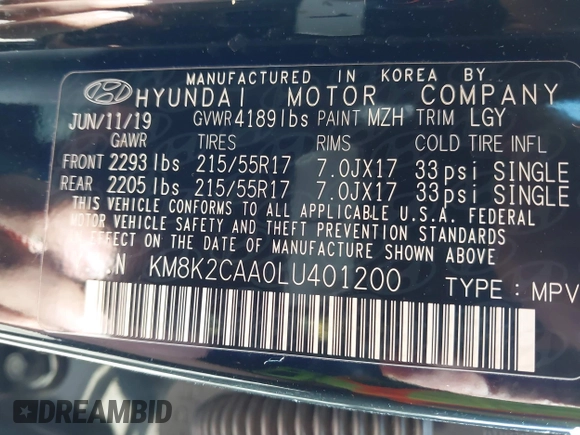 MANUFACTURED IN KOREA BY
HYUNDAI MOTOR COMPANY
JUN/11/19 GVWR 4189 lbs PAINT MZH TRIM LGY
GAWR TIRES RIMS COLD TIRE INFL
FRONT 2293 lbs 215/55R17 7.0JX17 33psi SINGLE
REAR 2205 lbs 215/55R17 7.0JX17 33psi SINGLE
THIS VEHICLE CONFORMS TO ALL APPLICABLE U.S.A. FEDERAL
MOTOR VEHICLE SAFETY AND THEFT PREVENTION STANDARDS
EFFECT ON THE DATE OF MANUFACTURE SHOWN ABOVE.
KM8K2CAA0LU401200
TYPE : MPV
DREAMBID